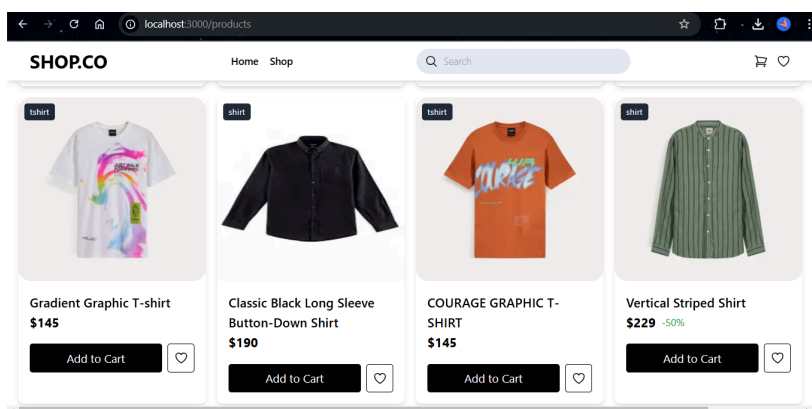 localhost:3000/products
SHOP.CO
Home Shop
Search
tshirt
shirt
tshirt
shirt
COURAGE
Gradient Graphic T-shirt
$145
Add to Cart
Classic Black Long Sleeve
Button-Down Shirt
$190
Add to Cart
COURAGE GRAPHIC T-
SHIRT
$145
Add to Cart
Vertical Striped Shirt
$229 -50%
Add to Cart